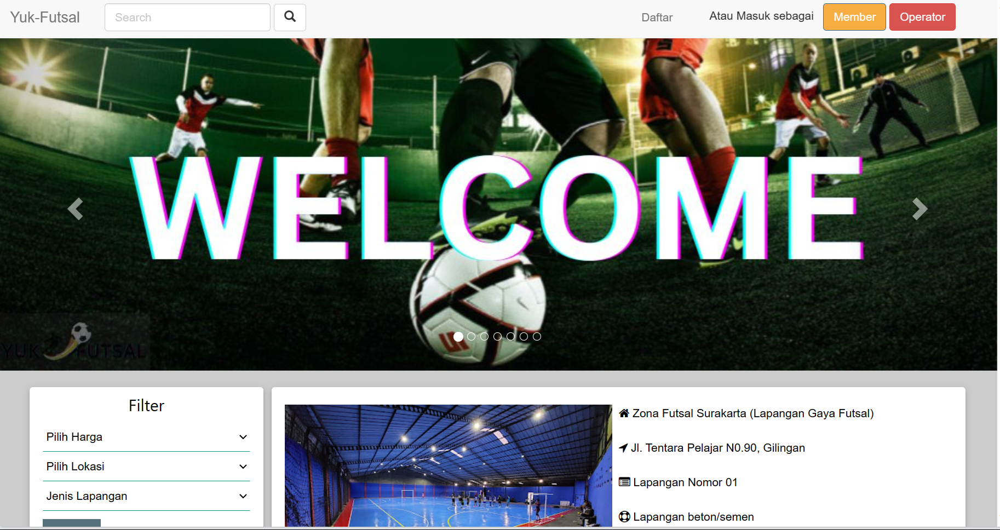 Yuk-Futsal
Search
Daftar
Atau Masuk sebagai
Member
Operator
WELCOME
YUK FUTSAL
Filter
Pilih Harga
Pilih Lokasi
Jenis Lapangan
Zona Futsal Surakarta (Lapangan Gaya Futsal)
Jl. Tentara Pelajar N0.90, Gilingan
Lapangan Nomor 01
Lapangan beton/semen